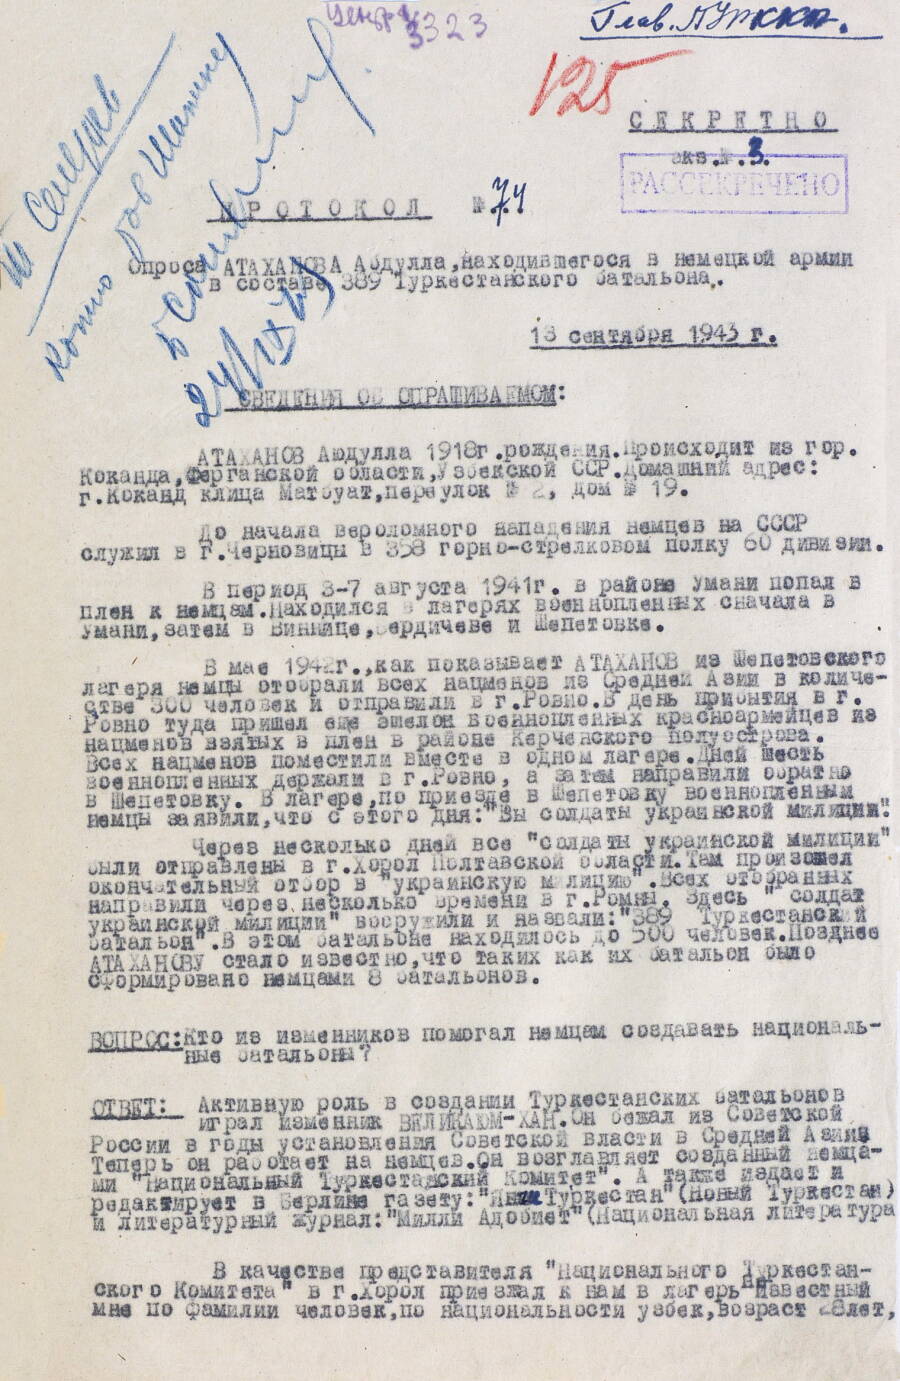 3323
Глав. ПУРККА.
125
СЕКРЕТНО
экз.№ 3.
РАССЕКРЕЧЕНО
ПРОТОКОЛ № 74
Опроса АТАХАНОВА Абдулла,находившегося в немецкой армии
в составе 389 Туркестанского батальона.
18 сентября 1943 г.
СВЕДЕНИЯ ОБ ОПРАШИВАЕМОМ:
АТАХАНОВ Абдулла 1918г.рождения.Происходит из гор.
Коканда,Ферганской области,Узбекской ССР.Домашний адрес:
г.Коканд клица Матбуат,переулок № 2, дом № 19.
До начала вероломного нападения немцев на СССР
служил в г.Черновицы в 358 горно-стрелковом полку 60 дивизии.
В период 3-7 августа 1941г. в районе Умани попал в
плен к немцам.Находился в лагерях военнопленных сначала в
Умани,затем в Виннице,Бердичеве и Шепетовке.
В мае 1942г.,как показывает АТАХАНОВ из Шепетовского
лагеря немцы отобрали всех нацменов из Средней Азии в количе-
стве 300 человек и отправили в г.Ровно.В день прибытия в г.
Ровно туда пришел еще эшелон военнопленных красноармейцев из
нацменов взятых в плен в районе Керченского полуострова.
Всех нацменов поместили вместе в одном лагере.Дней шесть
военнопленных держали в г.Ровно, а затем направили обратно
в Шепетовку. В лагере,по приезде в Шепетовку военнопленным
немцы заявили,что с этого дня:"Вы солдаты украинской милиции".
Через несколько дней все "солдаты украинской милиции"
были отправлены в г.Хорол Полтавской области.Там произошел
окончательный отбор в "украинскую милицию".Всех отобранных
направили через несколько времени в г.Ромны. Здесь " солдат
украинской милиции" вооружили и назвали:"389 Туркестанский
батальон".В этом батальоне находилось до 500 человек.Позднее
АТАХАНОВУ стало известно,что таких как их батальон было
сформировано немцами 8 батальонов.
ВОПРОС:Кто из изменников помогал немцам создавать националь-
ные батальоны?
ОТВЕТ: Активную роль в создании Туркестанских батальонов
играл изменник ВЕЛИКАЮМ-ХАН.Он бежал из Советской
России в годы установления Советской власти в Средней Азии.
Теперь он работает на немцев.Он возглавляет созданный немца-
ми "Национальный Туркестанский Комитет". А также издает и
редактирует в Берлине газету:"Янги Туркестан"(Новый Туркестан)
и литературный журнал:"Милли Адобиет"(Национальная литература
В качестве представителя "Национального Туркестан-
ского Комитета" в г.Хорол приезжал к нам в лагерь неизвестный
мне по фамилии человек,по национальности узбек,возраст 28лет,